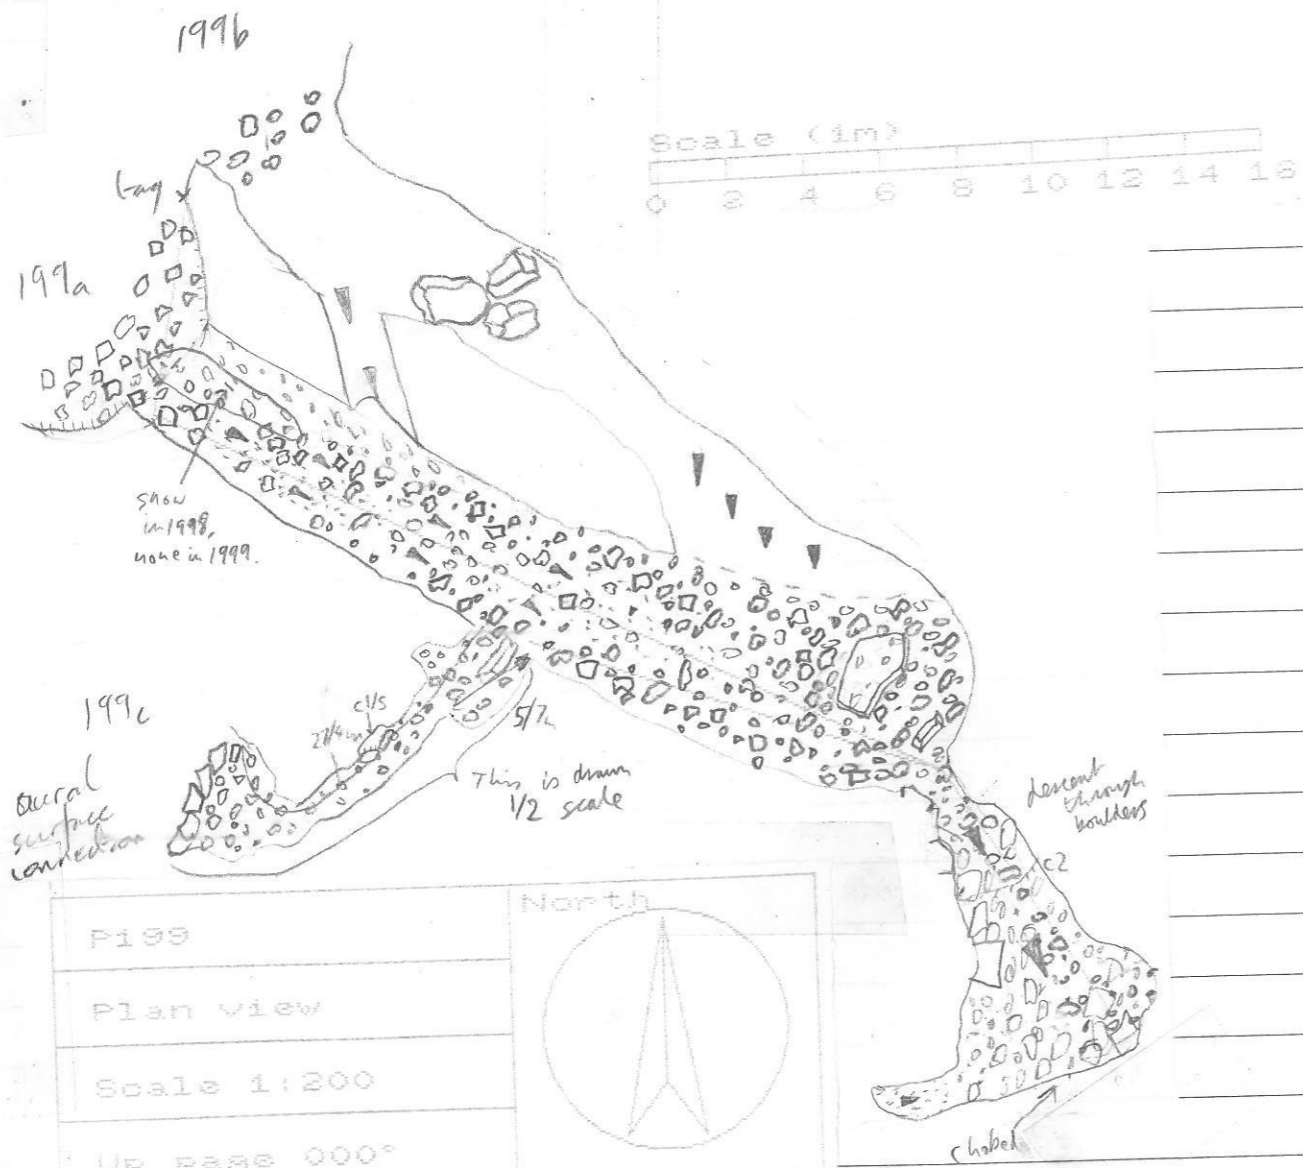 199b
Scale (1m)
0 2 4 6 8 10 12 14 16
tag
199a
snow
in 1998,
none in 1999.
199c
aural
surface
connection
c1/s
5/7m
This is drawn
1/2 scale
descent
through
boulders
c2
choked
P199
Plan view
Scale 1:200
Up page 000°
North